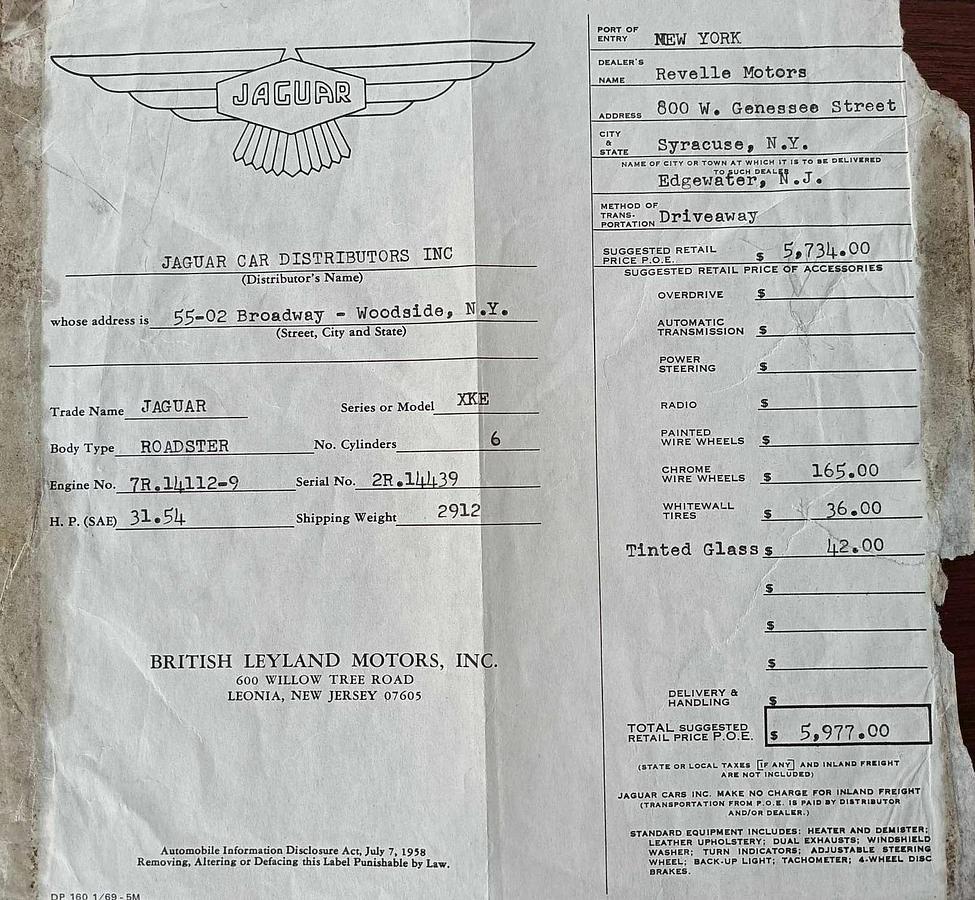 JAGUAR
JAGUAR CAR DISTRIBUTORS INC
(Distributor's Name)
whose address is 55-02 Broadway - Woodside, N.Y.
(Street, City and State)
Trade Name JAGUAR Series or Model XKE
Body Type ROADSTER No. Cylinders 6
Engine No. 7R.14112-9 Serial No. 2R.14439
H. P. (SAE) 31.54 Shipping Weight 2912
BRITISH LEYLAND MOTORS, INC.
600 WILLOW TREE ROAD
LEONIA, NEW JERSEY 07605
Automobile Information Disclosure Act, July 7, 1958
Removing, Altering or Defacing this Label Punishable by Law.
DP 160 1/69 - 5M
PORT OF
ENTRY NEW YORK
DEALER'S
NAME Revelle Motors
ADDRESS 800 W. Genessee Street
CITY
&
STATE Syracuse, N.Y.
NAME OF CITY OR TOWN AT WHICH IT IS TO BE DELIVERED
TO SUCH DEALER
Edgewater, N.J.
METHOD OF
TRANS-
PORTATION Driveaway
SUGGESTED RETAIL
PRICE P.O.E. $ 5,734.00
SUGGESTED RETAIL PRICE OF ACCESSORIES
OVERDRIVE $
AUTOMATIC
TRANSMISSION $
POWER
STEERING $
RADIO $
PAINTED
WIRE WHEELS $
CHROME
WIRE WHEELS $ 165.00
WHITEWALL
TIRES $ 36.00
Tinted Glass $ 42.00
$
$
$
DELIVERY &
HANDLING $
TOTAL SUGGESTED
RETAIL PRICE P.O.E. $ 5,977.00
(STATE OR LOCAL TAXES [IF ANY] AND INLAND FREIGHT
ARE NOT INCLUDED)
JAGUAR CARS INC. MAKE NO CHARGE FOR INLAND FREIGHT
(TRANSPORTATION FROM P.O.E. IS PAID BY DISTRIBUTOR
AND/OR DEALER.)
STANDARD EQUIPMENT INCLUDES: HEATER AND DEMISTER;
LEATHER UPHOLSTERY; DUAL EXHAUSTS; WINDSHIELD
WASHER; TURN INDICATORS; ADJUSTABLE STEERING
WHEEL; BACK-UP LIGHT; TACHOMETER; 4-WHEEL DISC
BRAKES.